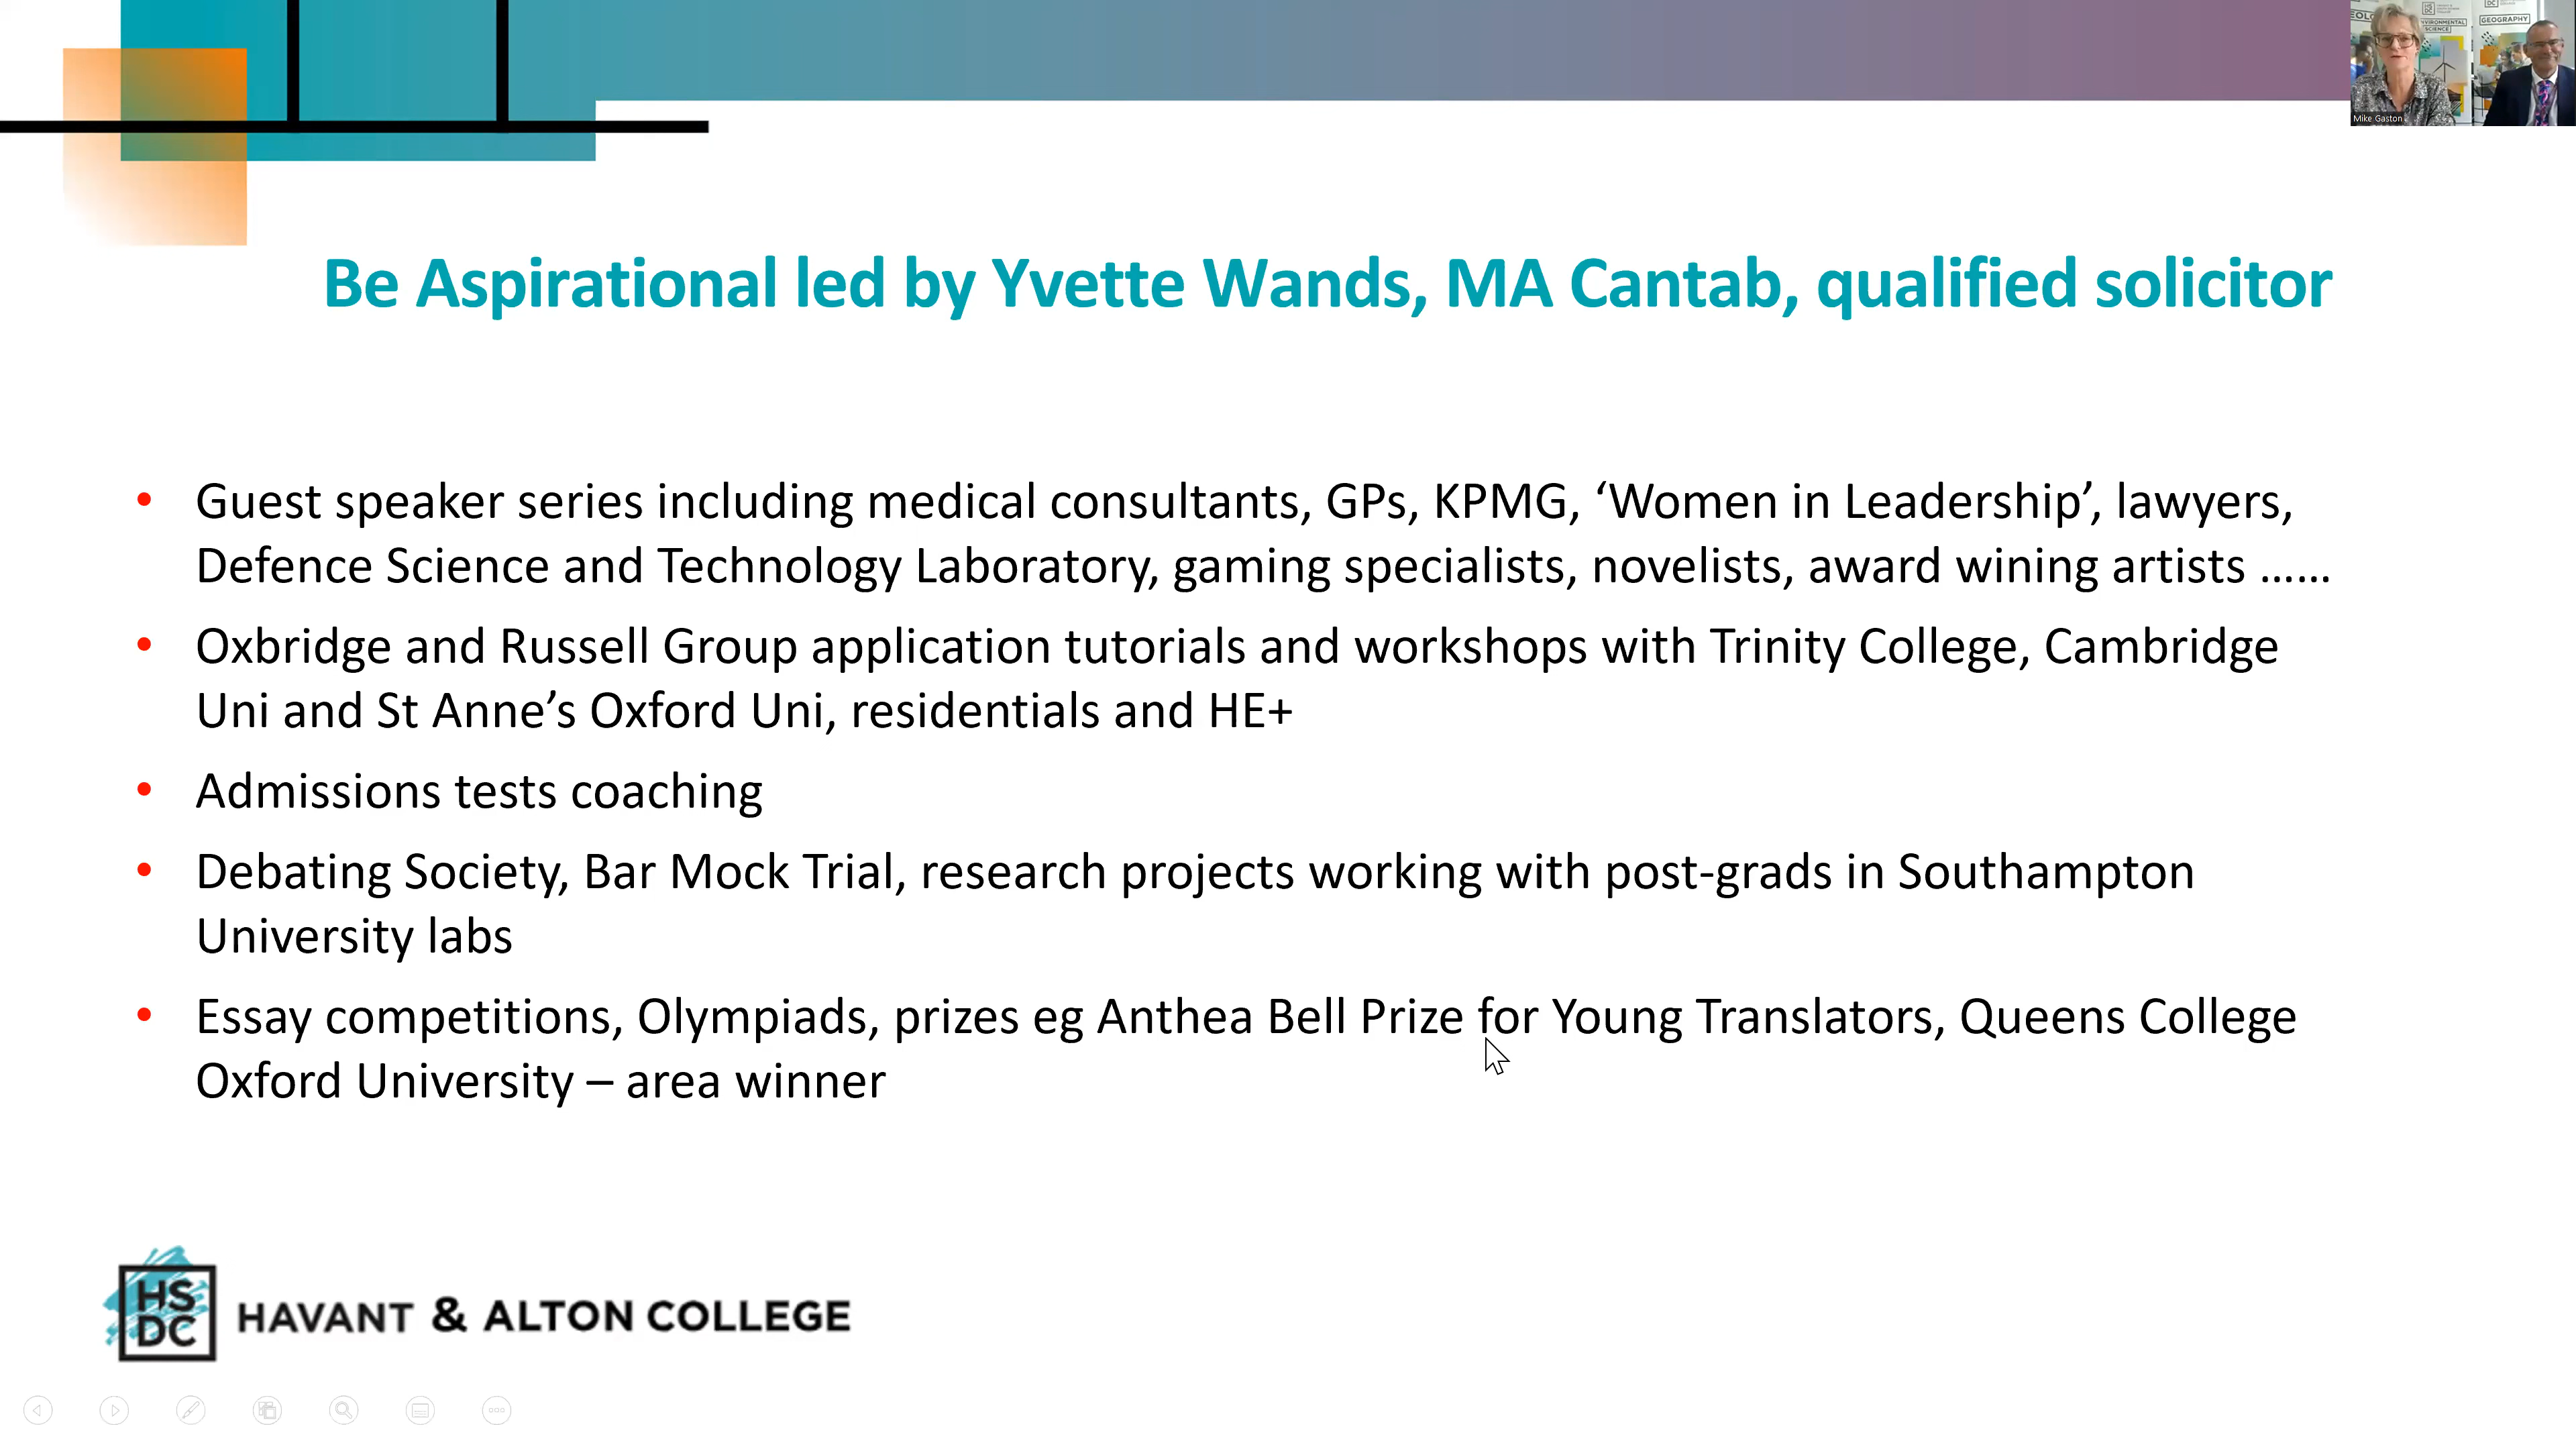 GEOGRAPHY
SCIENCE
Mike Gaston
Be Aspirational led by Yvette Wands, MA Cantab, qualified solicitor
• Guest speaker series including medical consultants, GPs, KPMG, ‘Women in Leadership’, lawyers,
Defence Science and Technology Laboratory, gaming specialists, novelists, award wining artists ......
• Oxbridge and Russell Group application tutorials and workshops with Trinity College, Cambridge
Uni and St Anne’s Oxford Uni, residentials and HE+
• Admissions tests coaching
• Debating Society, Bar Mock Trial, research projects working with post-grads in Southampton
University labs
• Essay competitions, Olympiads, prizes eg Anthea Bell Prize for Young Translators, Queens College
Oxford University – area winner
HS
DC
HAVANT & ALTON COLLEGE